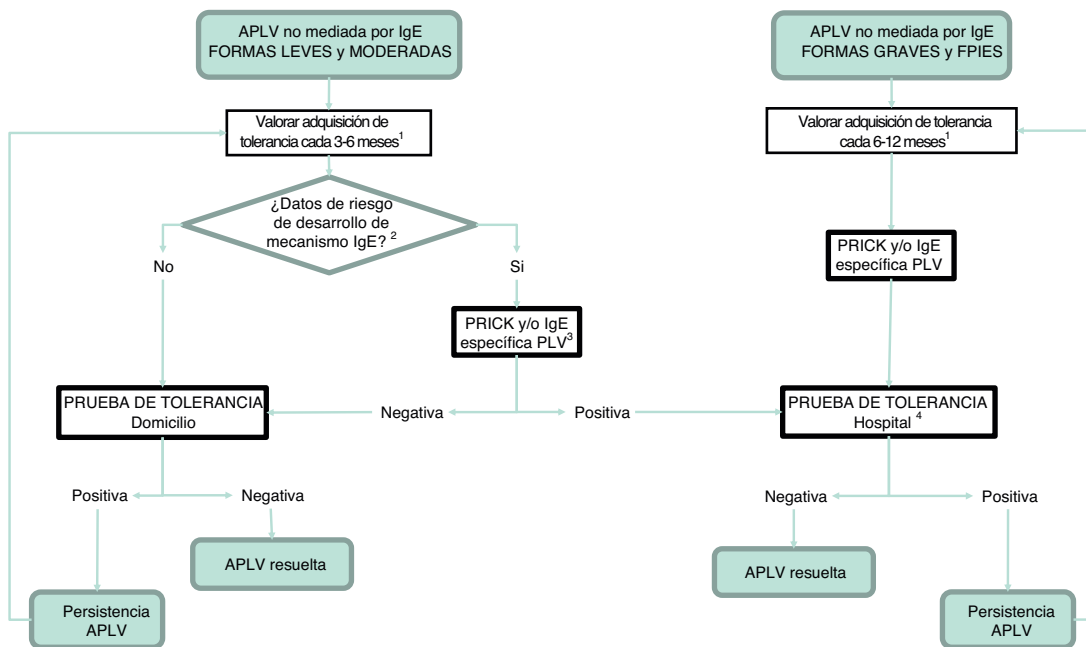 APLV no mediada por IgE
FORMAS LEVES y MODERADAS
Valorar adquisición de
tolerancia cada 3-6 meses¹
¿Datos de riesgo
de desarrollo de
mecanismo IgE? ²
No
Si
PRICK y/o IgE
específica PLV³
PRUEBA DE TOLERANCIA
Domicilio
Negativa
Positiva
Positiva
Negativa
APLV resuelta
Persistencia
APLV
APLV no mediada por IgE
FORMAS GRAVES y FPIES
Valorar adquisición de tolerancia
cada 6-12 meses¹
PRICK y/o IgE
específica PLV
PRUEBA DE TOLERANCIA
Hospital ⁴
Negativa
Positiva
APLV resuelta
Persistencia
APLV